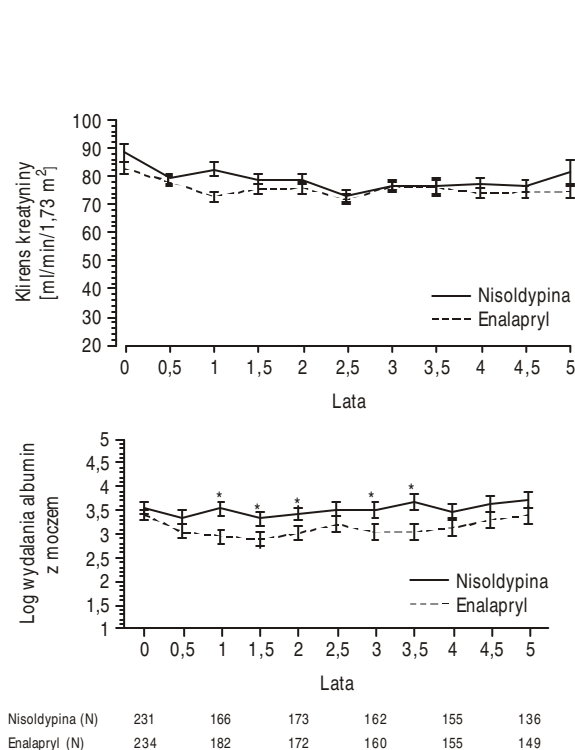 Klirens kreatyniny
[ml/min/1,73 m²]
100
90
80
70
60
50
40
30
20
Nisoldypina
Enalapryl
0 0,5 1 1,5 2 2,5 3 3,5 4 4,5 5
Lata
Log wydalania albumin
z moczem
5
4,5
4
3,5
3
2,5
2
1,5
1
* * * * *
Nisoldypina
Enalapryl
0 0,5 1 1,5 2 2,5 3 3,5 4 4,5 5
Lata
Nisoldypina (N) 231 166 173 162 155 136
Enalapryl (N) 234 182 172 160 155 149